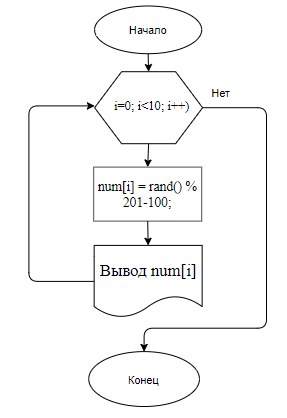 Начало
i=0; i<10; i++)
Нет
num[i] = rand() %
201-100;
Вывод num[i]
Конец